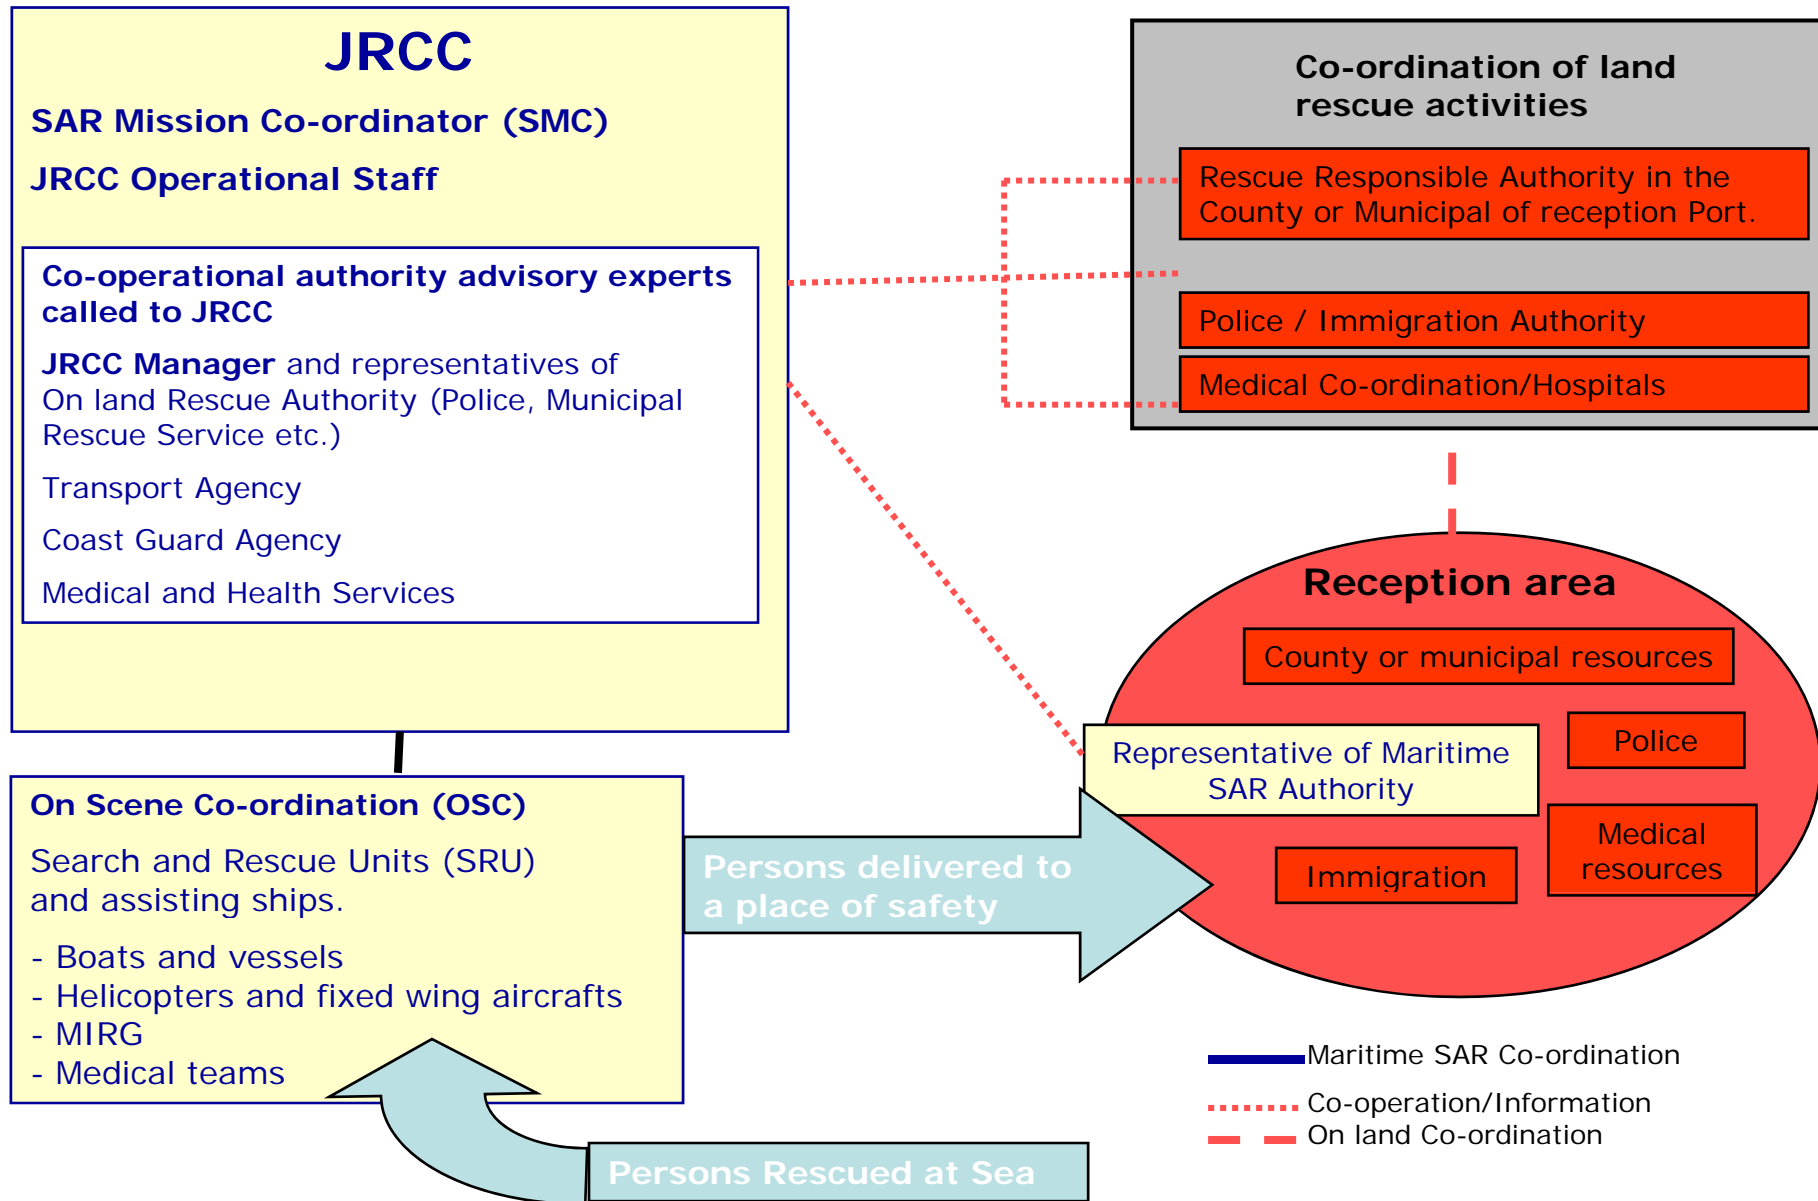 JRCC
SAR Mission Co-ordinator (SMC)
JRCC Operational Staff
Co-operational authority advisory experts
called to JRCC
JRCC Manager and representatives of
On land Rescue Authority (Police, Municipal
Rescue Service etc.)
Transport Agency
Coast Guard Agency
Medical and Health Services
Co-ordination of land
rescue activities
Rescue Responsible Authority in the
County or Municipal of reception Port.
Police / Immigration Authority
Medical Co-ordination/Hospitals
Reception area
County or municipal resources
Representative of Maritime
SAR Authority
Police
Medical
resources
Immigration
On Scene Co-ordination (OSC)
Search and Rescue Units (SRU)
and assisting ships.
- Boats and vessels
- Helicopters and fixed wing aircrafts
- MIRG
- Medical teams
Persons delivered to
a place of safety
Persons Rescued at Sea
Maritime SAR Co-ordination
Co-operation/Information
On land Co-ordination